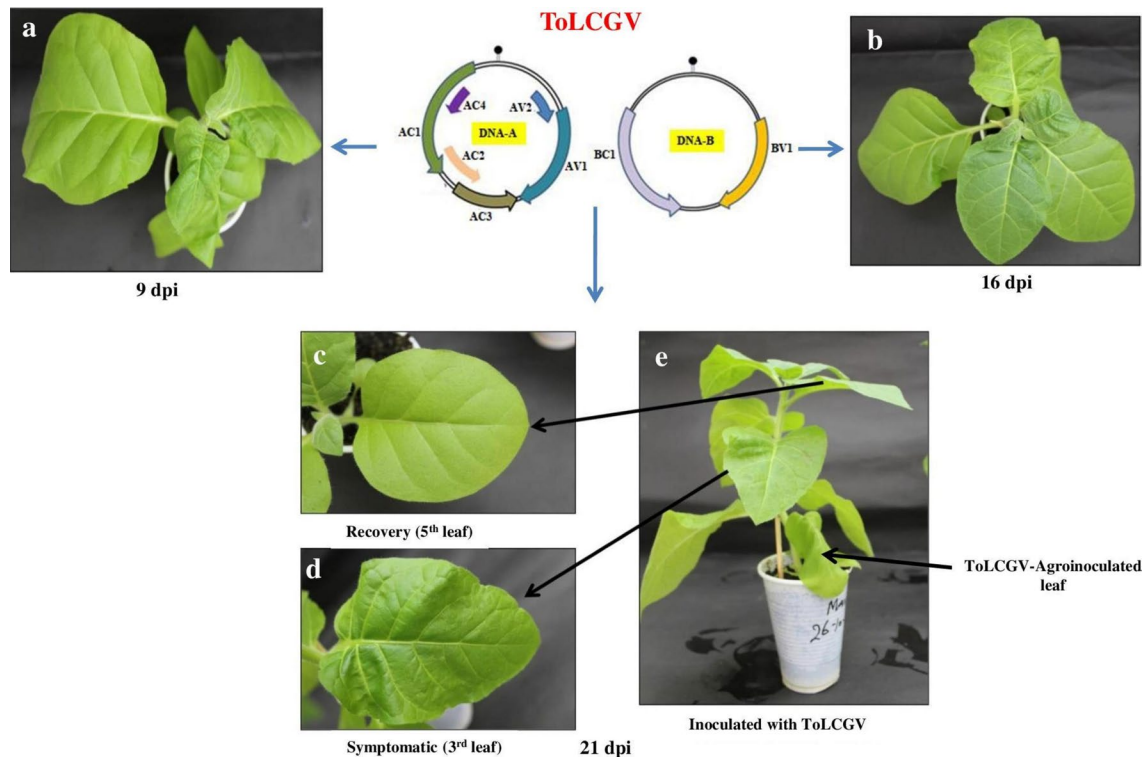 ToLCGV
a
b
AC4
AV2
AC1
DNA-A
AC2
AV1
AC3
BC1
DNA-B
BV1
9 dpi
16 dpi
c
e
Recovery (5th leaf)
d
ToLCGV-Agroinoculated
leaf
Symptomatic (3rd leaf)
21 dpi
Inoculated with ToLCGV